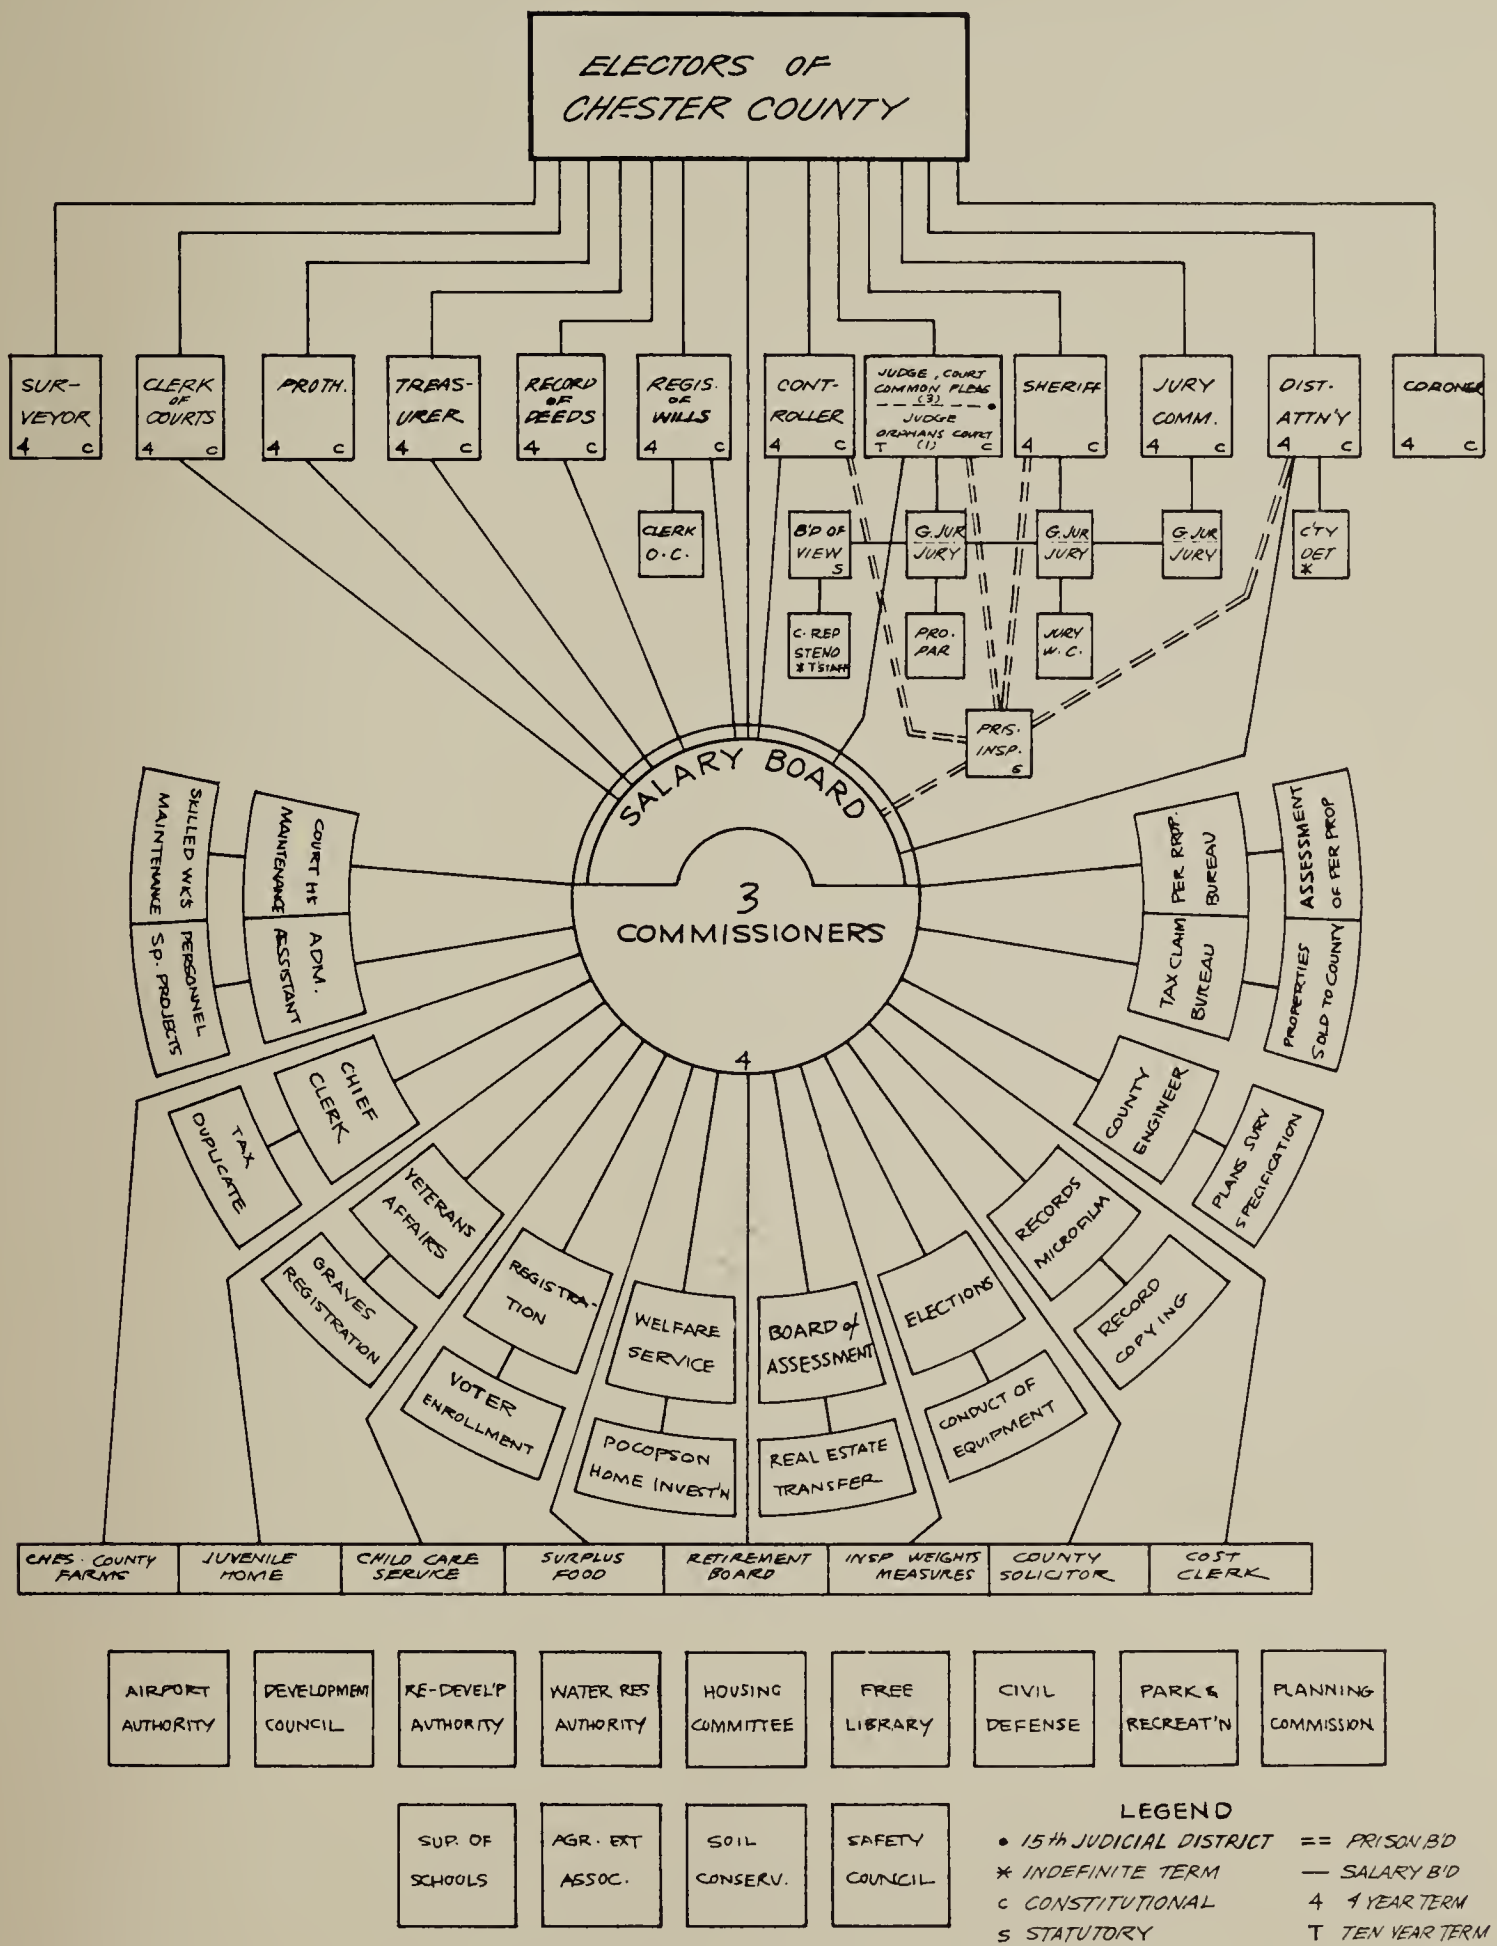 ELECTORS OF
CHESTER COUNTY
SUR-
VEYOR
4 C
CLERK
OF
COURTS
4 C
PROTH.
4 C
TREAS-
URER
4 C
RECORD
OF
DEEDS
4 C
REGIS.
OF
WILLS
4 C
CONT-
ROLLER
4 C
JUDGE, COURT
COMMON PLEAS
(3)
JUDGE
ORPHANS COURT
T (1) C
SHERIFF
4 C
JURY
COMM.
4 C
DIST.
ATTN'Y
4 C
CORONER
4 C
CLERK
O.C.
B'D OF
VIEW
S
G.JUR
JURY
G.JUR
JURY
G.JUR
JURY
C'TY
DET
*
C. REP
STENO
* T'STAFF
PRO.
PAR
JURY
W.C.
PRIS.
INSP.
S
SALARY BOARD
3
COMMISSIONERS
4
SKILLED WK'S
MAINTENANCE
COURT HS
MAINTENANCE
PERSONNEL
SP. PROJECTS
ADM.
ASSISTANT
CHIEF
CLERK
TAX
DUPLICATE
VETERANS
AFFAIRS
GRAVES
REGISTRATION
REGISTRA-
TION
VOTER
ENROLLMENT
WELFARE
SERVICE
POCOPSON
HOME INVEST'N
BOARD of
ASSESSMENT
REAL ESTATE
TRANSFER
ELECTIONS
CONDUCT OF
EQUIPMENT
RECORDS
MICROFILM
RECORD
COPYING
COUNTY
ENGINEER
PLANS SURV
SPECIFICATION
TAX CLAIM
BUREAU
PROPERTIES
SOLD TO COUNTY
PER PROP.
BUREAU
ASSESSMENT
OF PER PROP
CHES. COUNTY
FARMS
JUVENILE
HOME
CHILD CARE
SERVICE
SURPLUS
FOOD
RETIREMENT
BOARD
INSP WEIGHTS
MEASURES
COUNTY
SOLICITOR
COST
CLERK
AIRPORT
AUTHORITY
DEVELOPMENT
COUNCIL
RE-DEVEL'P
AUTHORITY
WATER RES
AUTHORITY
HOUSING
COMMITTEE
FREE
LIBRARY
CIVIL
DEFENSE
PARK &
RECREAT'N
PLANNING
COMMISSION
SUP. OF
SCHOOLS
AGR. EXT
ASSOC.
SOIL
CONSERV.
SAFETY
COUNCIL
LEGEND
• 15th JUDICIAL DISTRICT == PRISON B'D
* INDEFINITE TERM — SALARY B'D
C CONSTITUTIONAL 4 4 YEAR TERM
S STATUTORY T TEN YEAR TERM